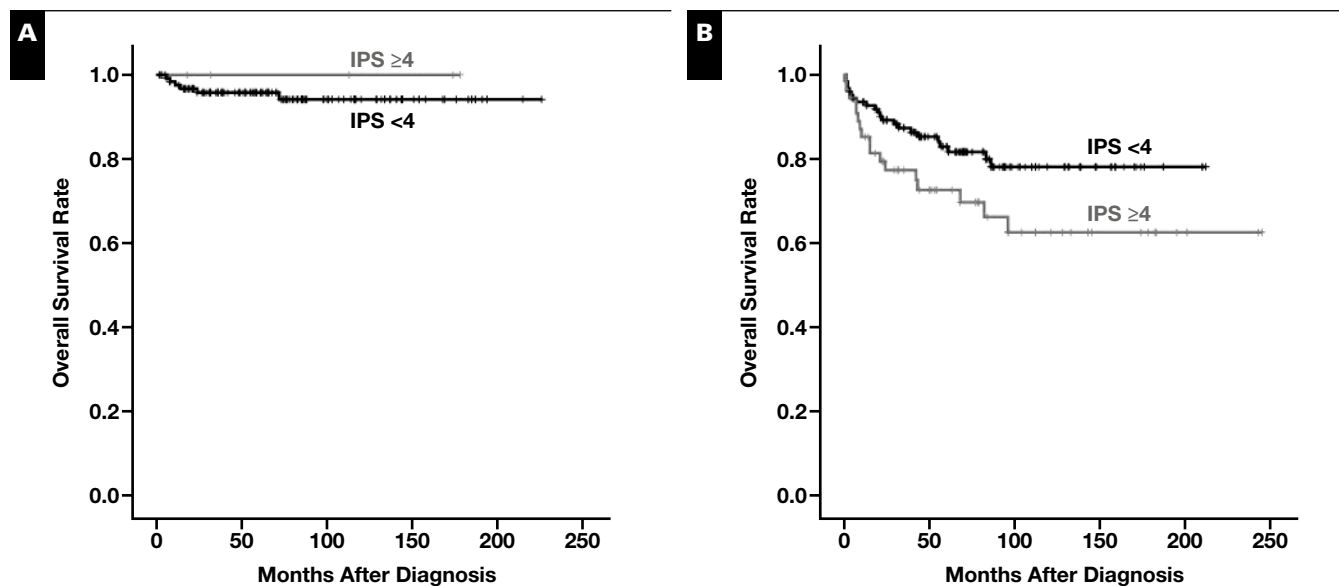 A
IPS ≥4
IPS <4
1.0
0.8
0.6
0.4
0.2
0.0
Overall Survival Rate
0 50 100 150 200 250
Months After Diagnosis
B
IPS <4
IPS ≥4
1.0
0.8
0.6
0.4
0.2
0.0
Overall Survival Rate
0 50 100 150 200 250
Months After Diagnosis